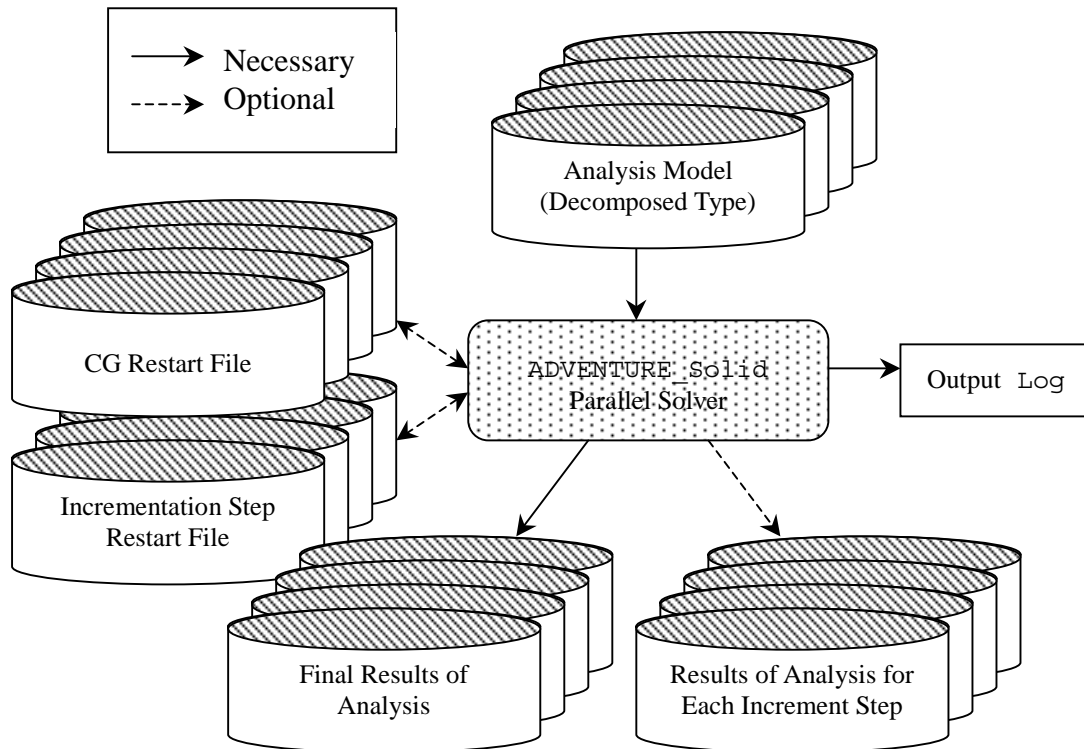 Necessary
Optional
Analysis Model
(Decomposed Type)
CG Restart File
ADVENTURE_Solid
Parallel Solver
Output Log
Incrementation Step
Restart File
Final Results of
Analysis
Results of Analysis for
Each Increment Step